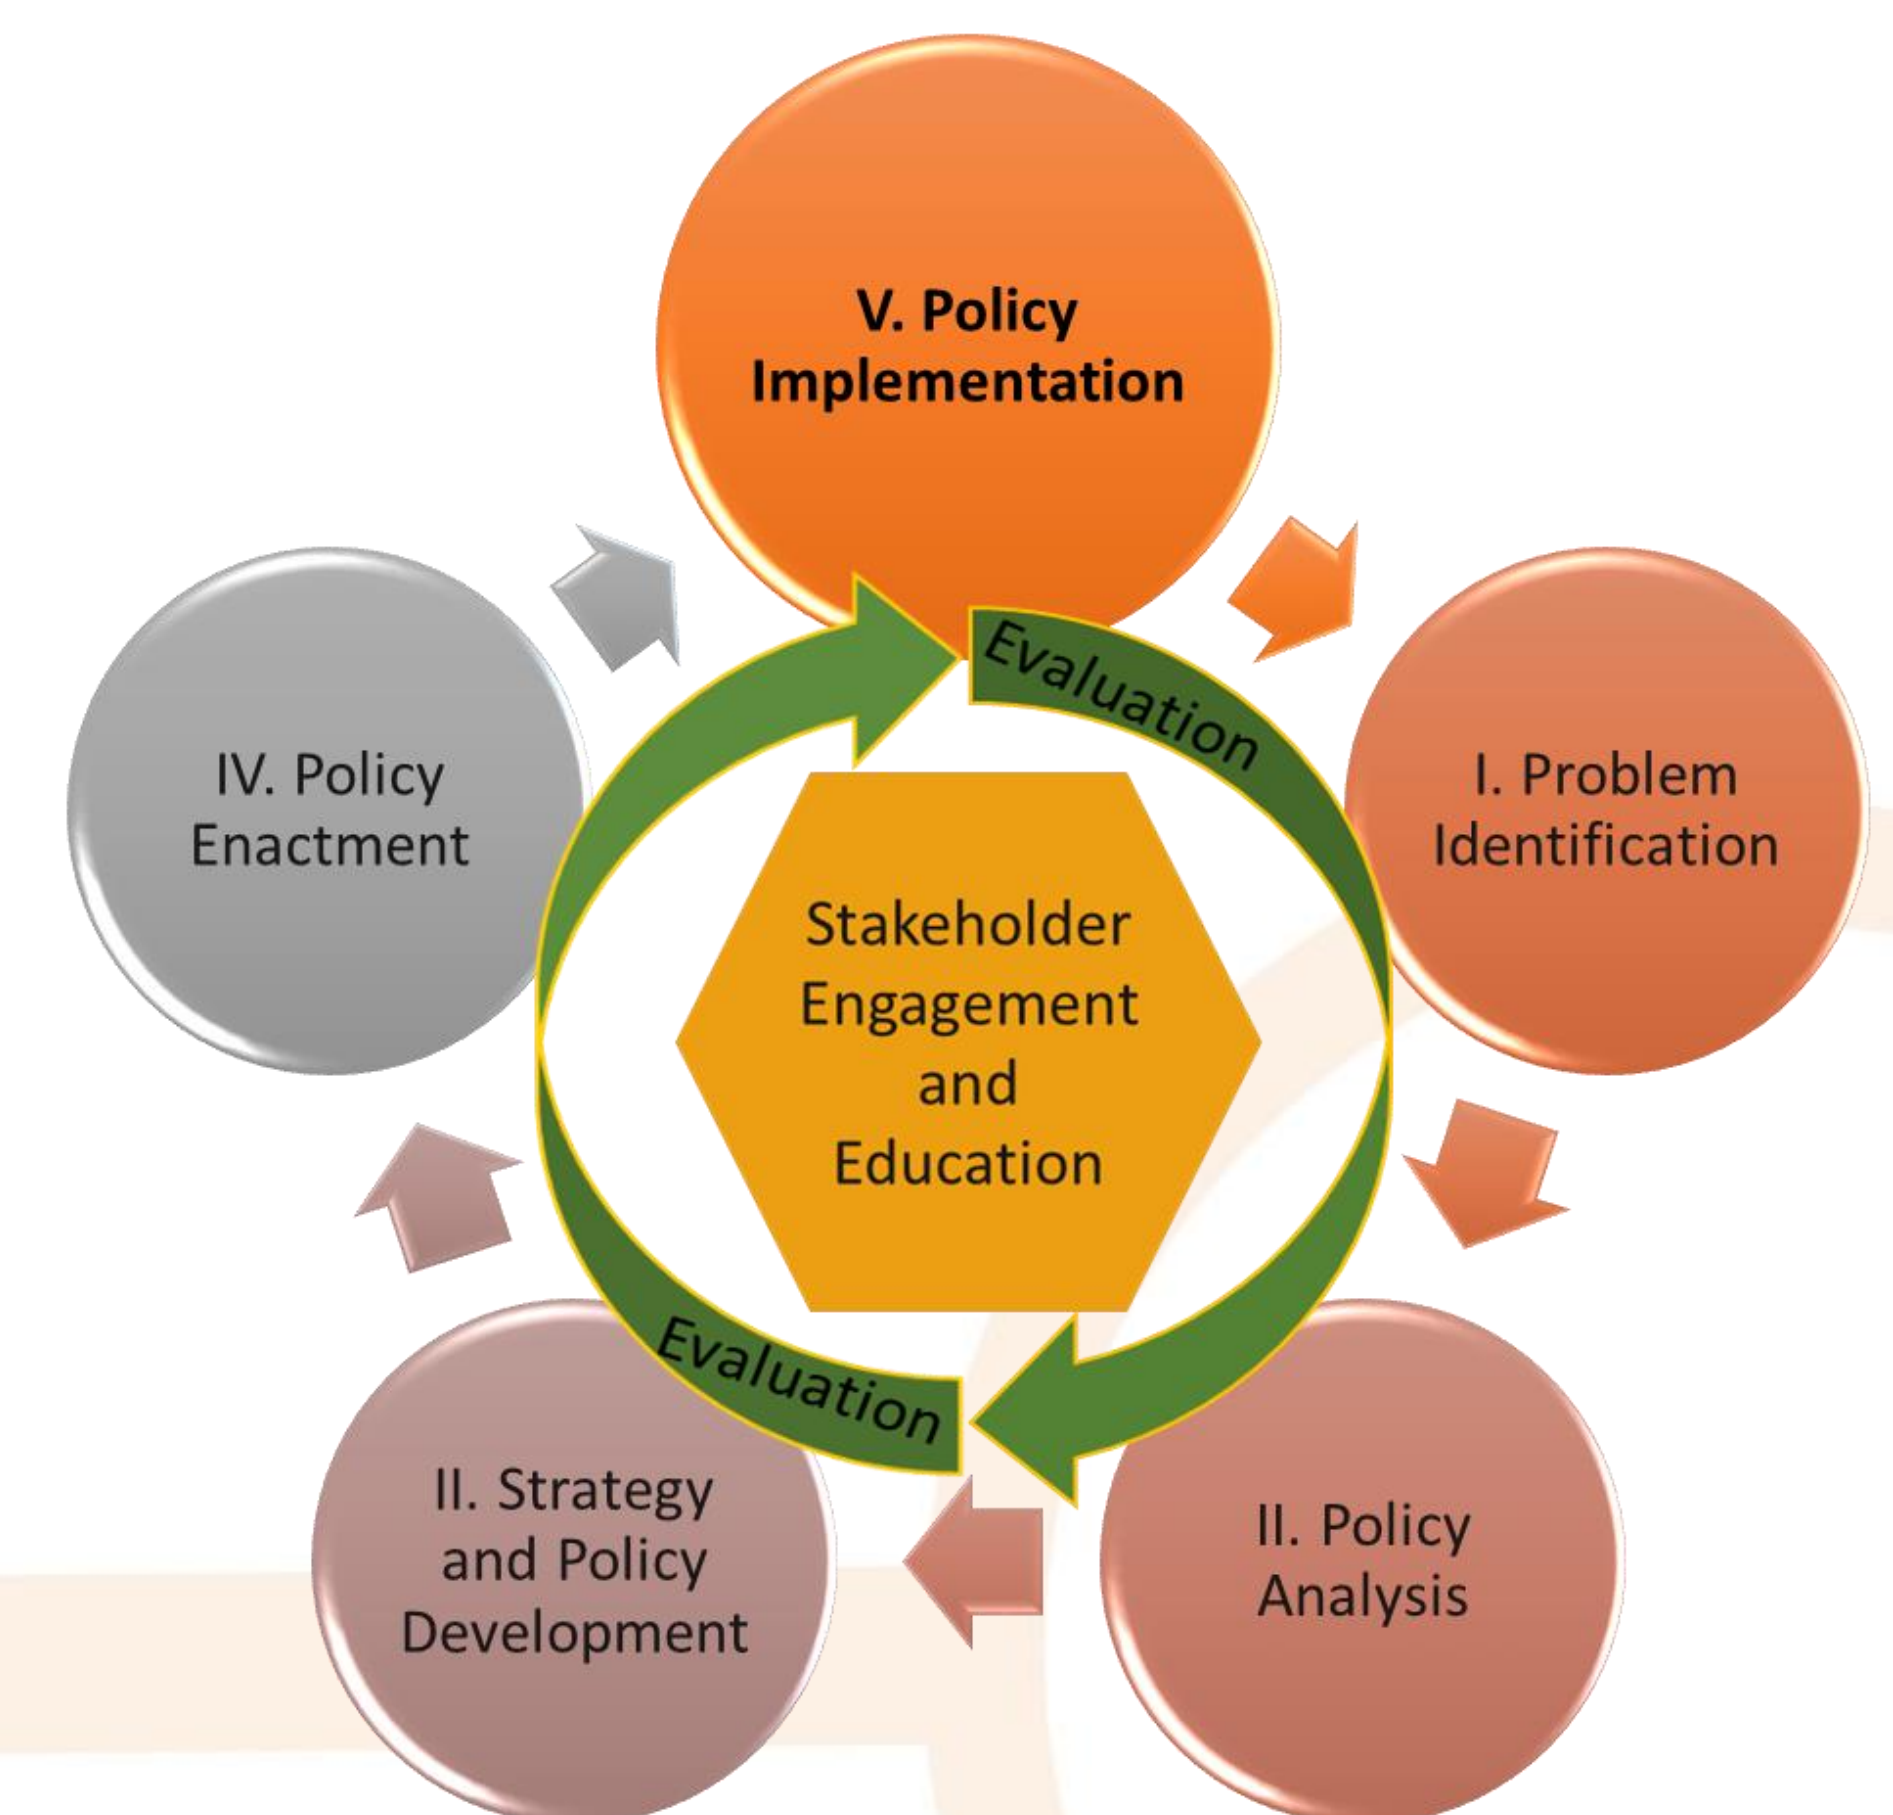 V. Policy
Implementation
Evaluation
I. Problem
Identification
II. Policy
Analysis
II. Strategy
and Policy
Development
IV. Policy
Enactment
Evaluation
Stakeholder
Engagement
and
Education